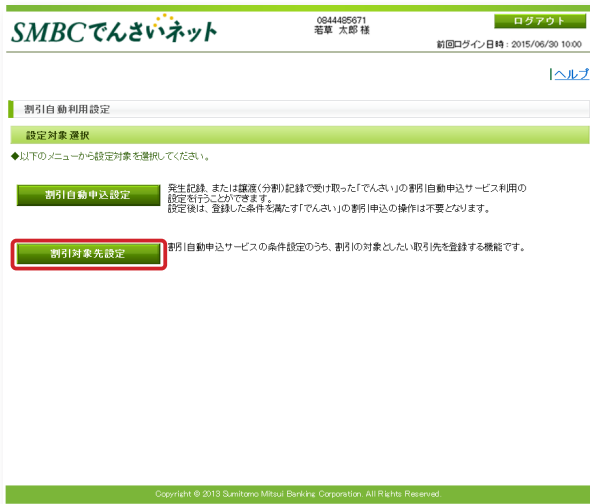 SMBCでんさいネット
0844485671
若草 太郎 様
ログアウト
前回ログイン日時：2015/06/30 10:00
ヘルプ
割引自動利用設定
設定対象選択
◆以下のメニューから設定対象を選択してください。
割引自動申込設定
発生記録、または譲渡(分割)記録で受け取った「でんさい」の割引自動申込サービス利用の
設定を行うことができます。
設定後は、登録した条件を満たす「でんさい」の割引申込の操作は不要となります。
割引対象先設定
割引自動申込サービスの条件設定のうち、割引の対象としたい取引先を登録する機能です。
Copyright © 2013 Sumitomo Mitsui Banking Corporation. All Rights Reserved.